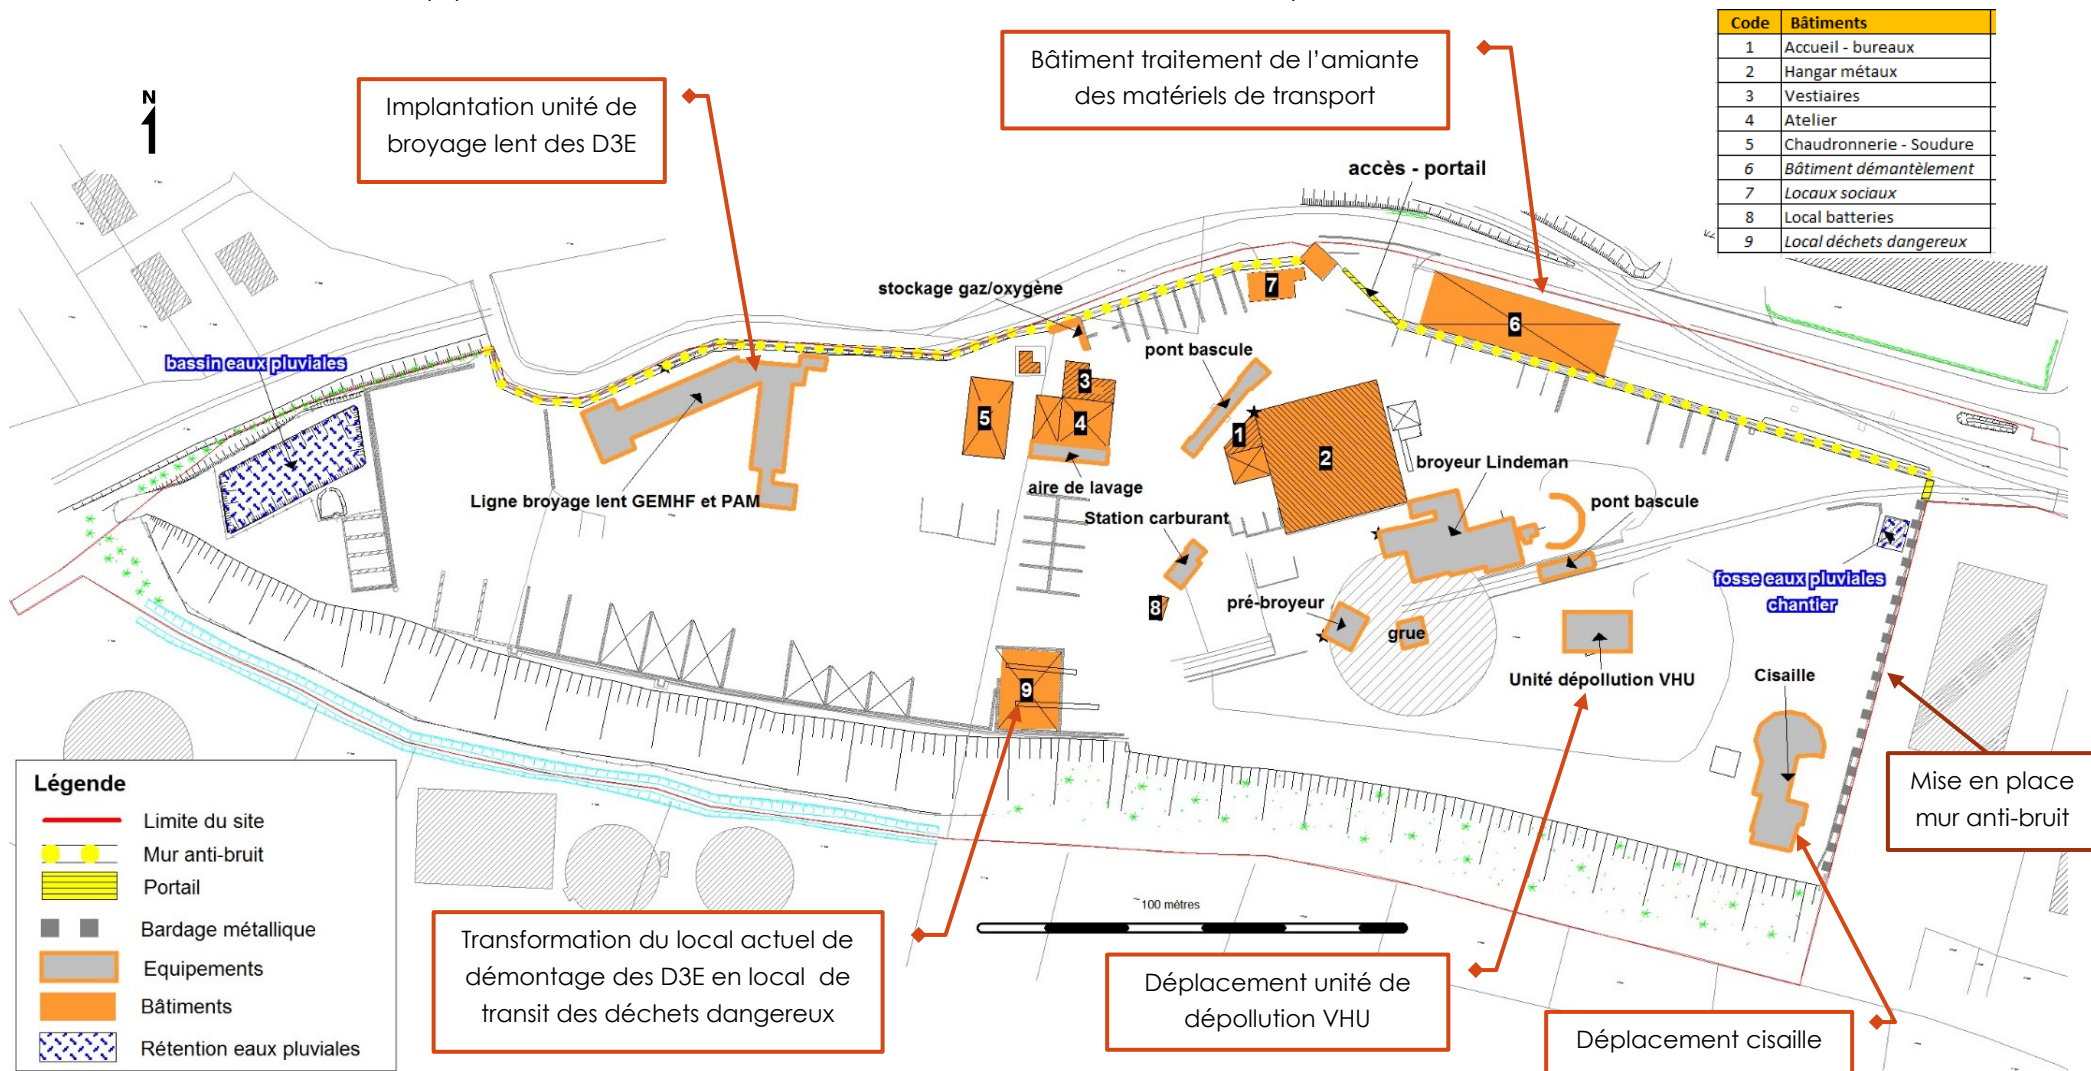 Code Bâtiments
1 Accueil - bureaux
2 Hangar métaux
3 Vestiaires
4 Atelier
5 Chaudronnerie - Soudure
6 Bâtiment démantèlement
7 Locaux sociaux
8 Local batteries
9 Local déchets dangereux
Bâtiment traitement de l'amiante
des matériels de transport
Implantation unité de
broyage lent des D3E
N
accès - portail
stockage gaz/oxygène
7
6
pont bascule
bassin eaux pluviales
3
5
4
1
2
broyeur Lindeman
aire de lavage
Ligne broyage lent GEMHF et PAM
pont bascule
Station carburant
fosse eaux pluviales
chantier
8
pré-broyeur
grue
Unité dépollution VHU
Cisaille
9
Mise en place
mur anti-bruit
Légende
Limite du site
Mur anti-bruit
Portail
Bardage métallique
Equipements
Bâtiments
Rétention eaux pluviales
100 mètres
Transformation du local actuel de
démontage des D3E en local de
transit des déchets dangereux
Déplacement unité de
dépollution VHU
Déplacement cisaille